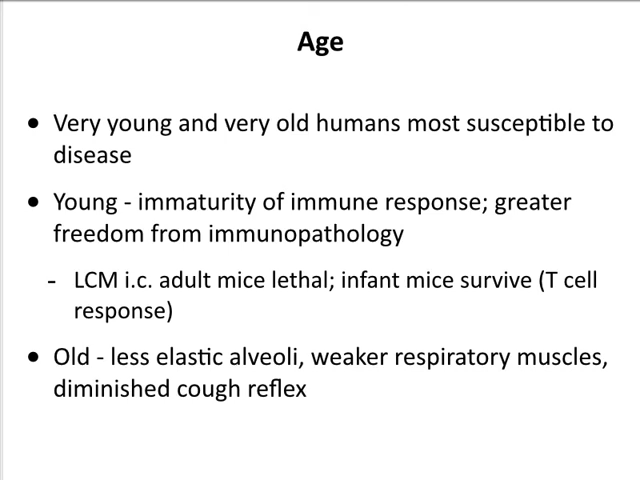 Age
• Very young and very old humans most susceptible to
disease
• Young - immaturity of immune response; greater
freedom from immunopathology
- LCM i.c. adult mice lethal; infant mice survive (T cell
response)
• Old - less elastic alveoli, weaker respiratory muscles,
diminished cough reflex